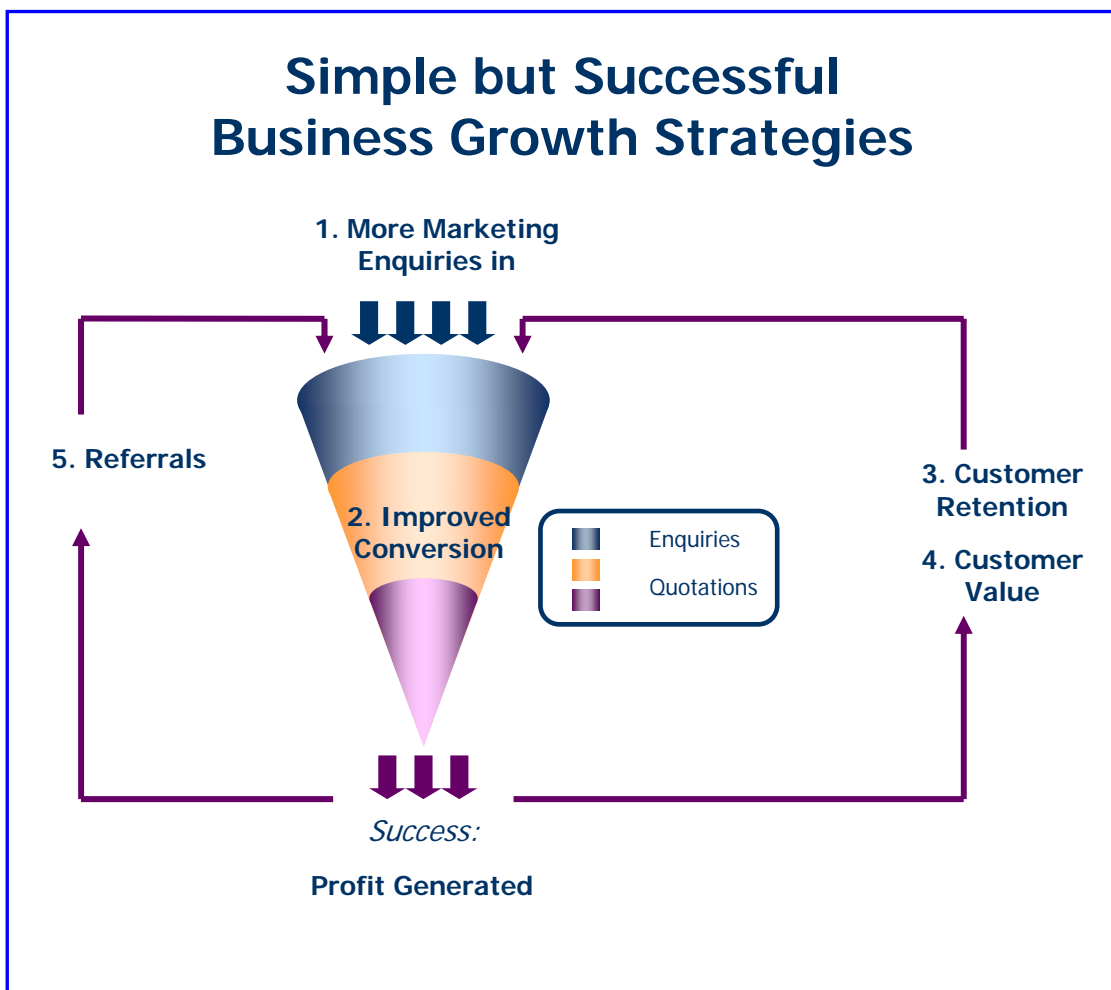 Simple but Successful
Business Growth Strategies
1. More Marketing
Enquiries in
5. Referrals
2. Improved
Conversion
Enquiries
Quotations
3. Customer
Retention
4. Customer
Value
Success:
Profit Generated